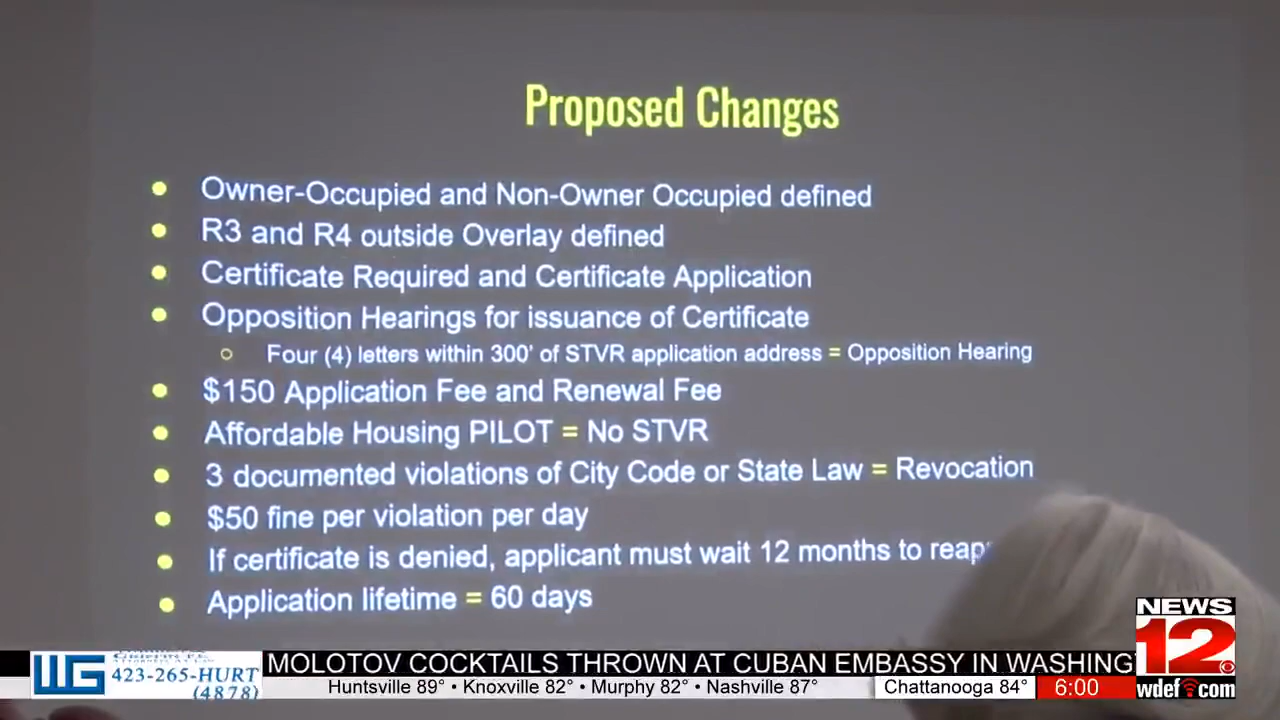 Proposed Changes
Owner-Occupied and Non-Owner Occupied defined
R3 and R4 outside Overlay defined
Certificate Required and Certificate Application
Opposition Hearings for issuance of Certificate
Four (4) letters within 300' of STVR application address = Opposition Hearing
$150 Application Fee and Renewal Fee
Affordable Housing PILOT = No STVR
3 documented violations of City Code or State Law = Revocation
$50 fine per violation per day
If certificate is denied, applicant must wait 12 months to
Application lifetime = 60 days
NEWS
12
wdef.com
WG
423-265-HURT
(4878)
MOLOTOV COCKTAILS THROWN AT CUBAN EMBASSY IN
Huntsville 89° • Knoxville 82° • Murphy 82° • Nashville 87°
Chattanooga 84°
6:00